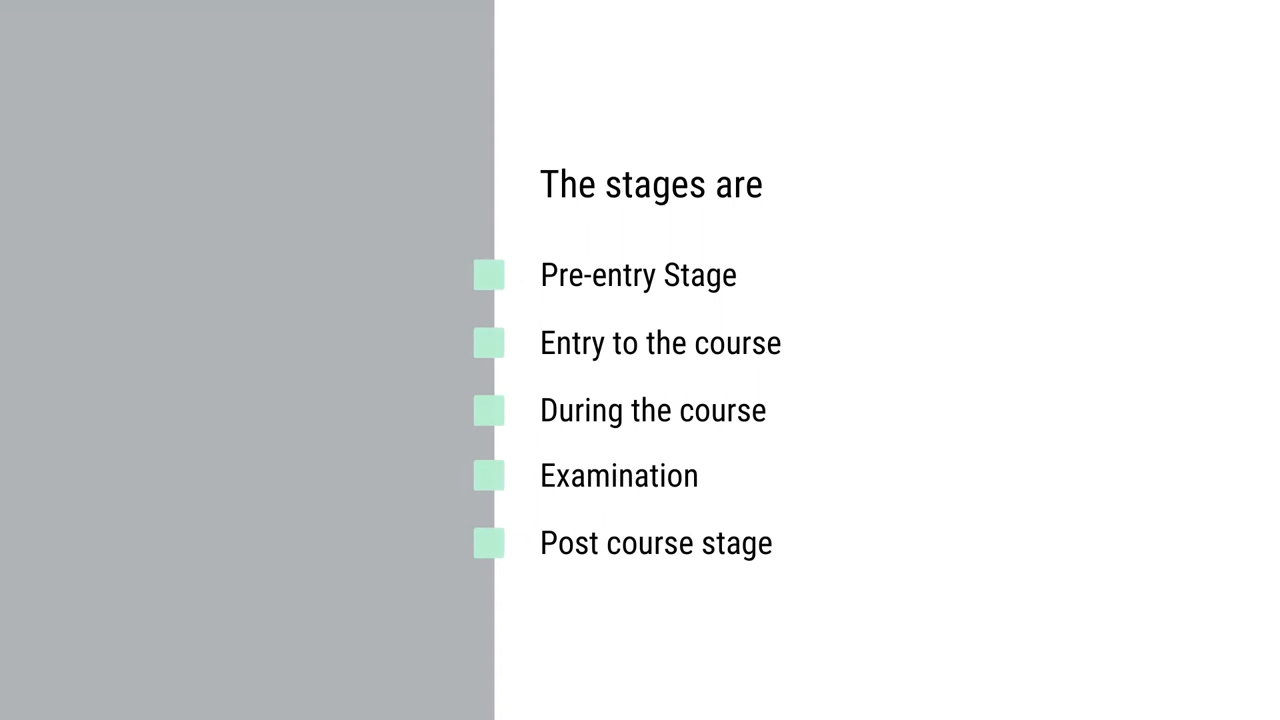 The stages are
Pre-entry Stage
Entry to the course
During the course
Examination
Post course stage